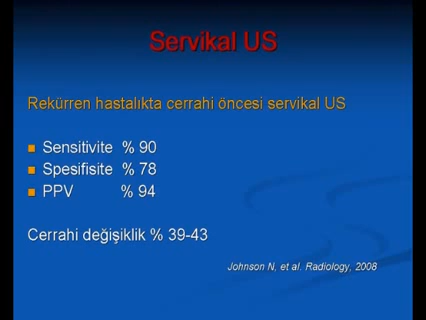 Servikal US
Rekürren hastalıkta cerrahi öncesi servikal US
Sensitivite % 90
Spesifisite % 78
PPV % 94
Cerrahi değişiklik % 39-43
Johnson N, et al. Radiology, 2008